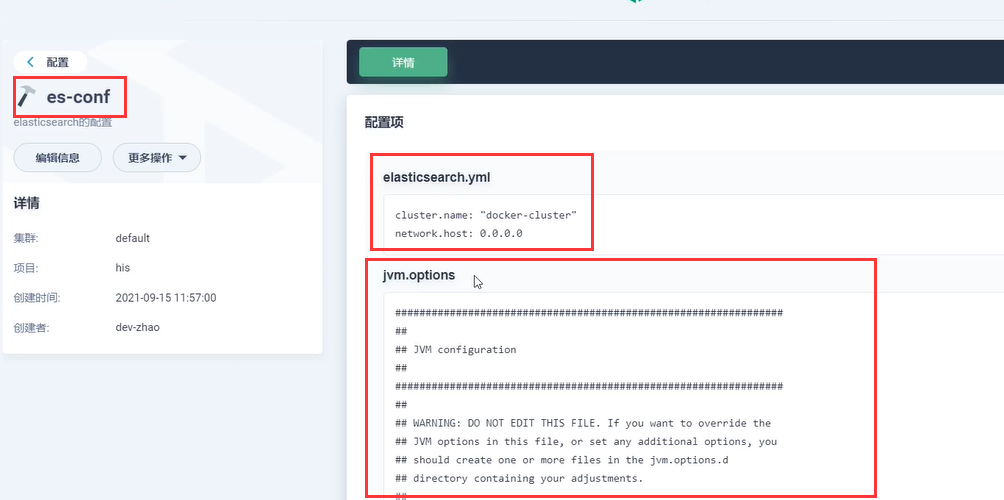 配置
es-conf
elasticsearch的配置
编辑信息
更多操作
详情
集群:
default
项目:
his
创建时间:
2021-09-15 11:57:00
创建者:
dev-zhao
详情
配置项
elasticsearch.yml
cluster.name: "docker-cluster"
network.host: 0.0.0.0
jvm.options
################################################################
##
## JVM configuration
##
################################################################
##
## WARNING: DO NOT EDIT THIS FILE. If you want to override the
## JVM options in this file, or set any additional options, you
## should create one or more files in the jvm.options.d
## directory containing your adjustments.
##